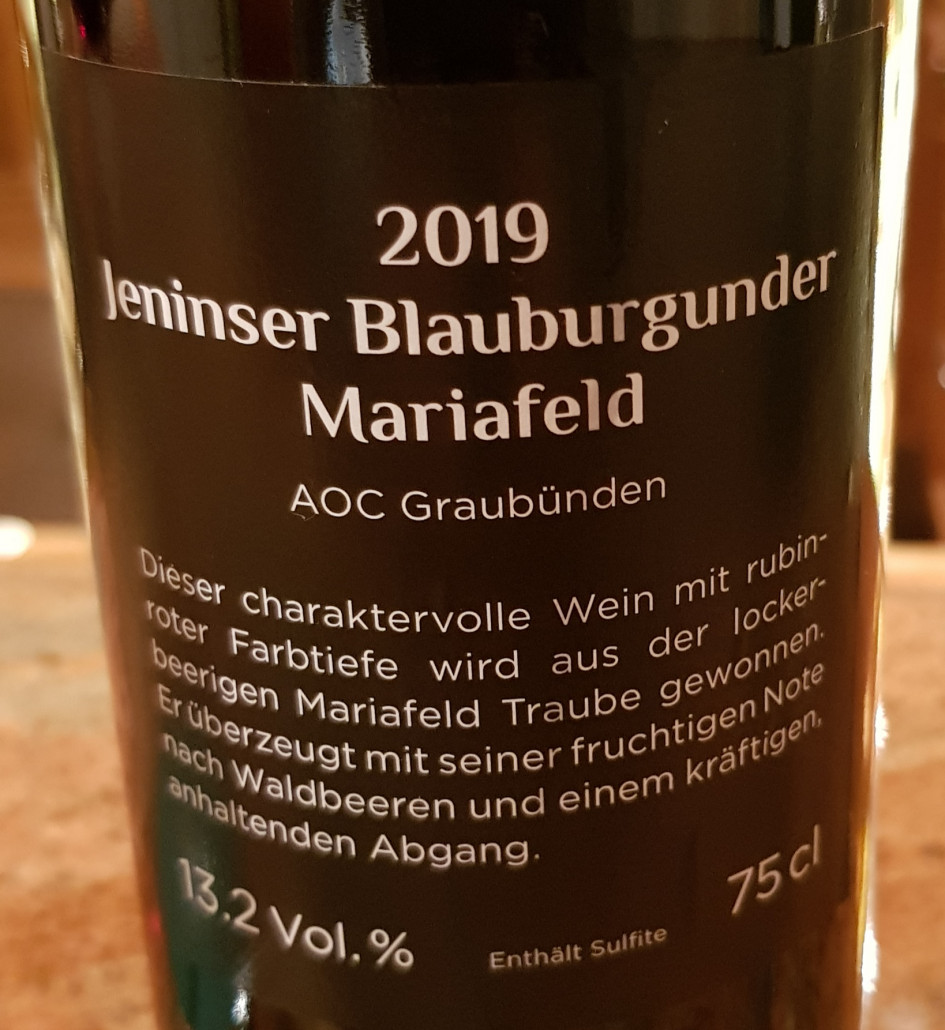 2019
Jeninser Blauburgunder
Mariafeld
AOC Graubünden
Dieser charaktervolle Wein mit rubin-
roter Farbtiefe wird aus der locker-
beerigen Mariafeld Traube gewonnen.
Er überzeugt mit seiner fruchtigen Note
nach Waldbeeren und einem kräftigen,
anhaltenden Abgang.
13.2 Vol. % Enthält Sulfite 75 cl